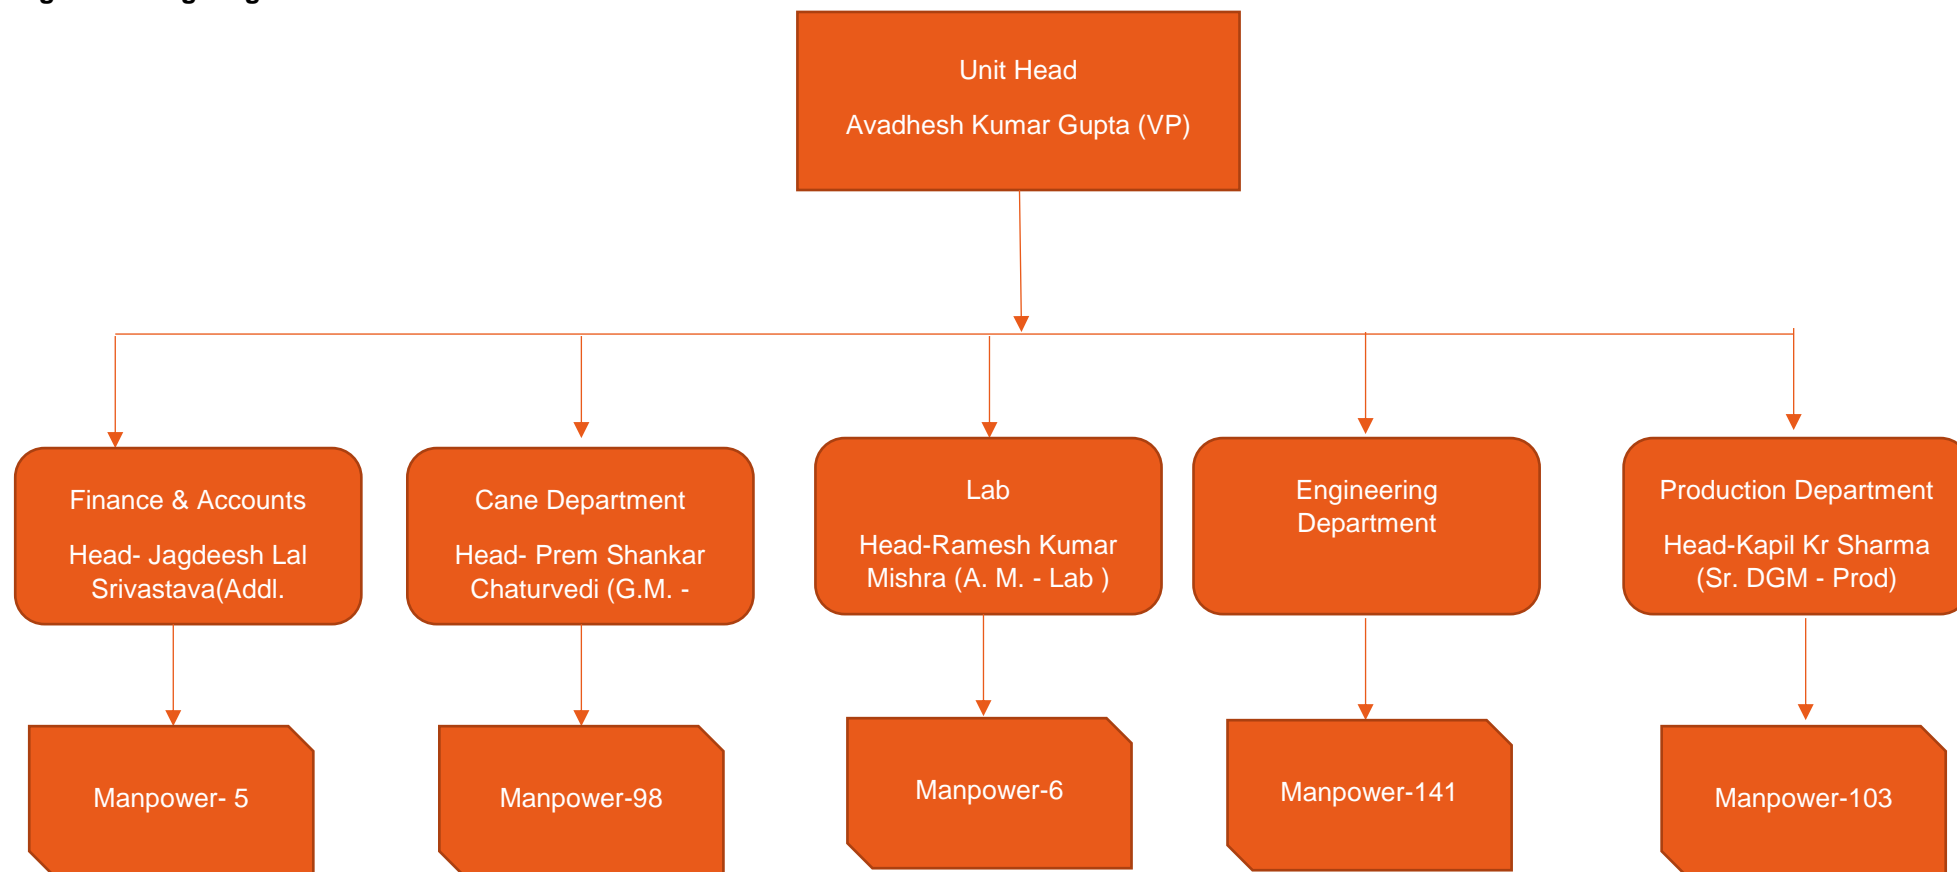 Unit Head
Avadhesh Kumar Gupta (VP)
Finance & Accounts
Head- Jagdeesh Lal
Srivastava(Addl.
Cane Department
Head- Prem Shankar
Chaturvedi (G.M. -
Lab
Head-Ramesh Kumar
Mishra (A. M. - Lab )
Engineering
Department
Production Department
Head-Kapil Kr Sharma
(Sr. DGM - Prod)
Manpower- 5
Manpower-98
Manpower-6
Manpower-141
Manpower-103